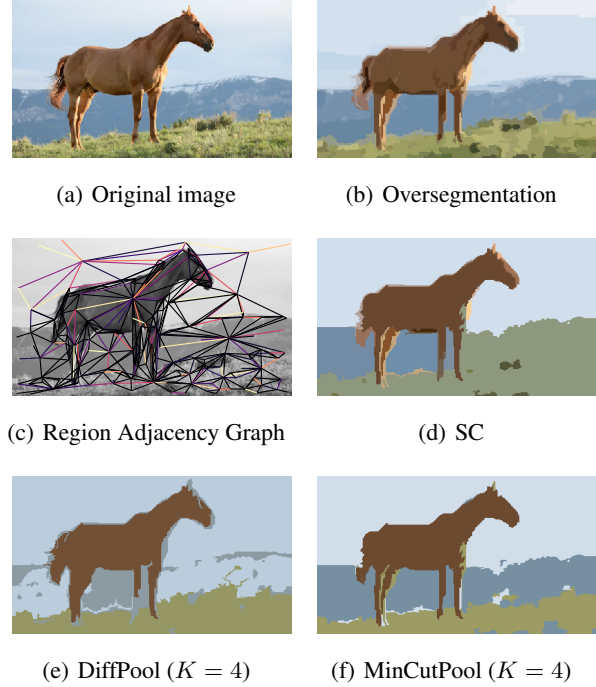 (a) Original image
(b) Oversegmentation
(c) Region Adjacency Graph
(d) SC
(e) DiffPool (K = 4)
(f) MinCutPool (K = 4)